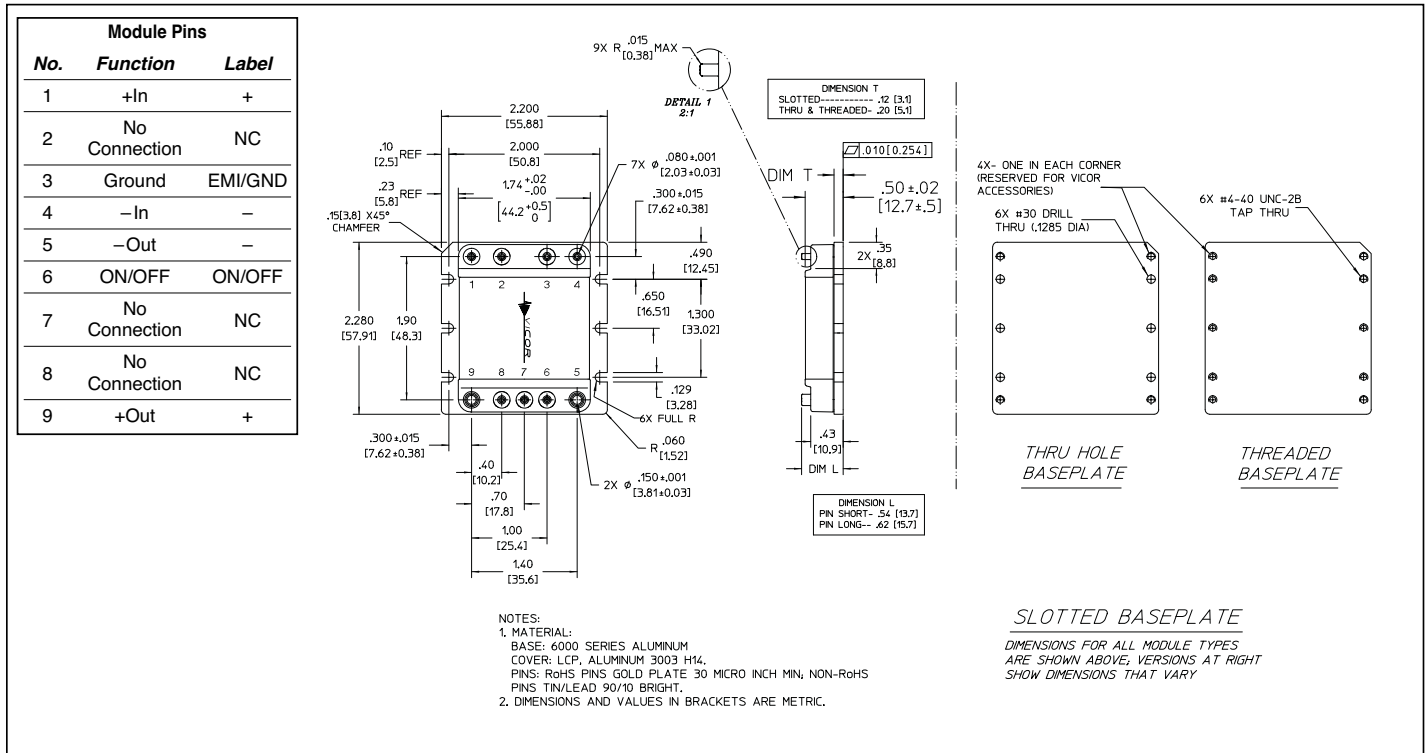 Module Pins
No. Function Label
1 +In +
2 No Connection NC
3 Ground EMI/GND
4 –In –
5 –Out –
6 ON/OFF ON/OFF
7 No Connection NC
8 No Connection NC
9 +Out +
9X R .015 [0.38] MAX
DETAIL 1
2:1
DIMENSION T
SLOTTED----------- .12 [3.1]
THRU & THREADED- .20 [5.1]
2.200
[55.88]
.10
[2.5] REF
2.000
[50.8]
.23
[5.8] REF
1.74 +.02 -.00
[44.2 +0.5 0]
7X ø .080±.001
[2.03±0.03]
.300±.015
[7.62±0.38]
.15[3.8] X45°
CHAMFER
.490
[12.45]
.650
[16.51]
1.300
[33.02]
2.280
[57.91]
1.90
[48.3]
1 2 3 4
VICOR
9 8 7 6 5
.129
[3.28]
6X FULL R
R .060
[1.52]
.300±.015
[7.62±0.38]
.40
[10.2]
2X ø .150±.001
[3.81±0.03]
.70
[17.8]
1.00
[25.4]
1.40
[35.6]
⏥ .010[0.254]
DIM T
.50±.02
[12.7±.5]
2X .35
[8.8]
.43
[10.9]
DIM L
DIMENSION L
PIN SHORT- .54 [13.7]
PIN LONG-- .62 [15.7]
4X- ONE IN EACH CORNER
(RESERVED FOR VICOR
ACCESSORIES)
6X #30 DRILL
THRU (.1285 DIA)
6X #4-40 UNC-2B
TAP THRU
THRU HOLE
BASEPLATE
THREADED
BASEPLATE
NOTES:
1. MATERIAL:
BASE: 6000 SERIES ALUMINUM
COVER: LCP, ALUMINUM 3003 H14,
PINS: RoHS PINS GOLD PLATE 30 MICRO INCH MIN; NON-RoHS
PINS TIN/LEAD 90/10 BRIGHT.
2. DIMENSIONS AND VALUES IN BRACKETS ARE METRIC.
SLOTTED BASEPLATE
DIMENSIONS FOR ALL MODULE TYPES
ARE SHOWN ABOVE; VERSIONS AT RIGHT
SHOW DIMENSIONS THAT VARY